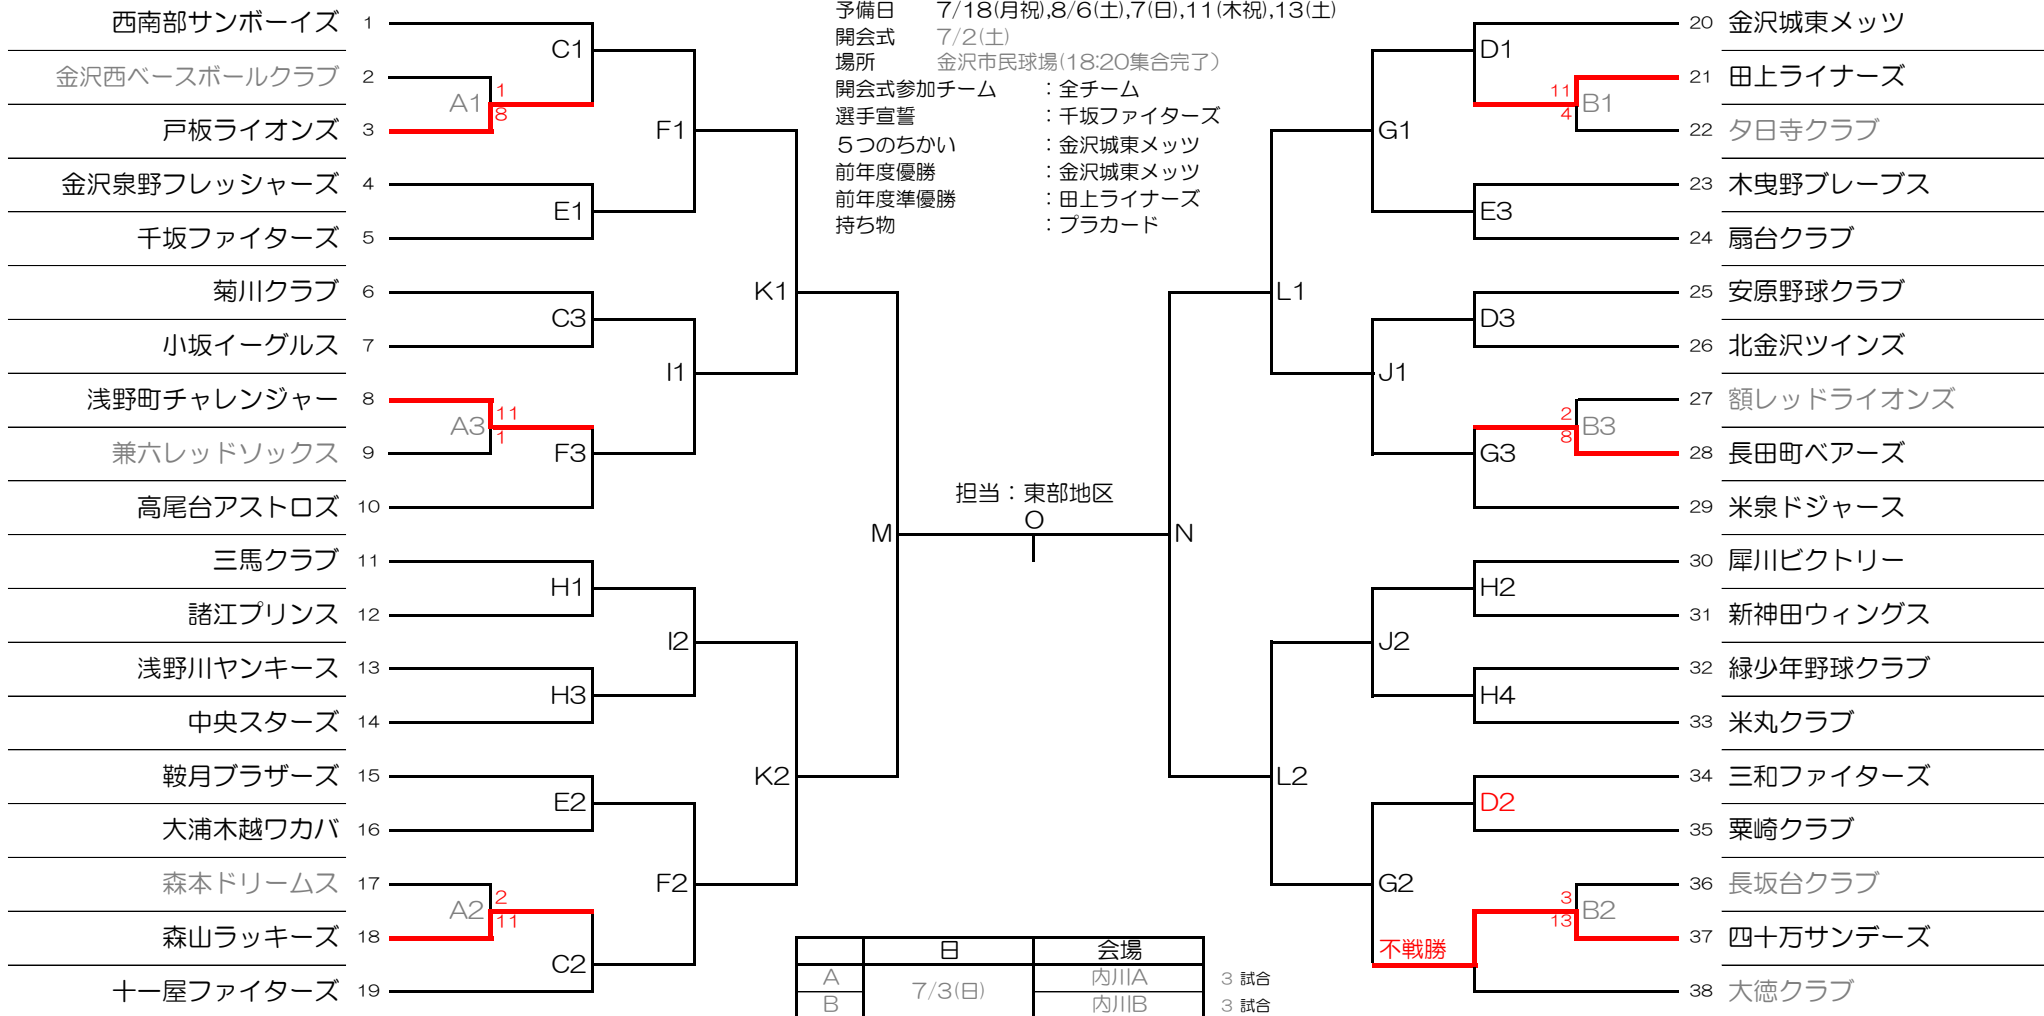 予備日 7/18(月祝),8/6(土),7(日),11(木祝),13(土)
開会式 7/2(土)
場所 金沢市民球場(18:20集合完了)
開会式参加チーム ：全チーム
選手宣誓 ：千坂ファイターズ
５つのちかい ：金沢城東メッツ
前年度優勝 ：金沢城東メッツ
前年度準優勝 ：田上ライナーズ
持ち物 ：プラカード
西南部サンボーイズ 1
C1
金沢西ベースボールクラブ 2
A1 1
8
戸板ライオンズ 3
F1
金沢泉野フレッシャーズ 4
E1
千坂ファイターズ 5
K1
菊川クラブ 6
C3
小坂イーグルス 7
I1
浅野町チャレンジャー 8
A3 11
1
兼六レッドソックス 9
F3
高尾台アストロズ 10
M
三馬クラブ 11
H1
諸江プリンス 12
I2
浅野川ヤンキース 13
H3
中央スターズ 14
K2
鞍月ブラザーズ 15
E2
大浦木越ワカバ 16
F2
森本ドリームス 17
A2 2
11
森山ラッキーズ 18
C2
十一屋ファイターズ 19
担当：東部地区
O
20 金沢城東メッツ
D1
21 田上ライナーズ
11
4 B1
22 夕日寺クラブ
G1
23 木曳野ブレーブス
E3
24 扇台クラブ
L1
25 安原野球クラブ
D3
26 北金沢ツインズ
J1
27 額レッドライオンズ
2
8 B3
28 長田町ベアーズ
G3
29 米泉ドジャース
N
30 犀川ビクトリー
H2
31 新神田ウィングス
J2
32 緑少年野球クラブ
H4
33 米丸クラブ
L2
34 三和ファイターズ
D2
35 粟崎クラブ
G2
36 長坂台クラブ
3
13 B2
37 四十万サンデーズ
不戦勝
38 大徳クラブ
日 会場
A 7/3(日) 内川A 3 試合
B 内川B 3 試合